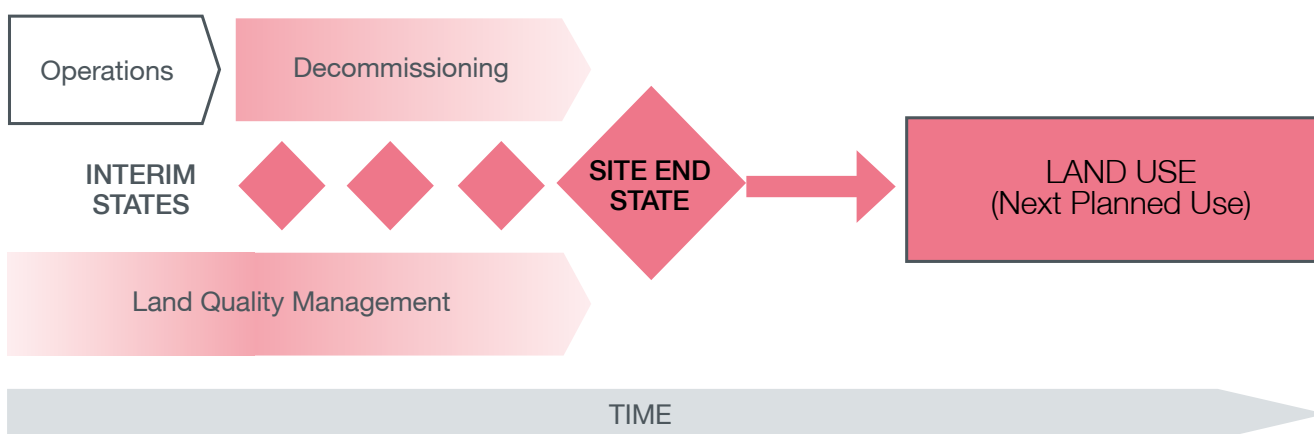 Operations
Decommissioning
INTERIM
STATES
SITE END
STATE
LAND USE
(Next Planned Use)
Land Quality Management
TIME